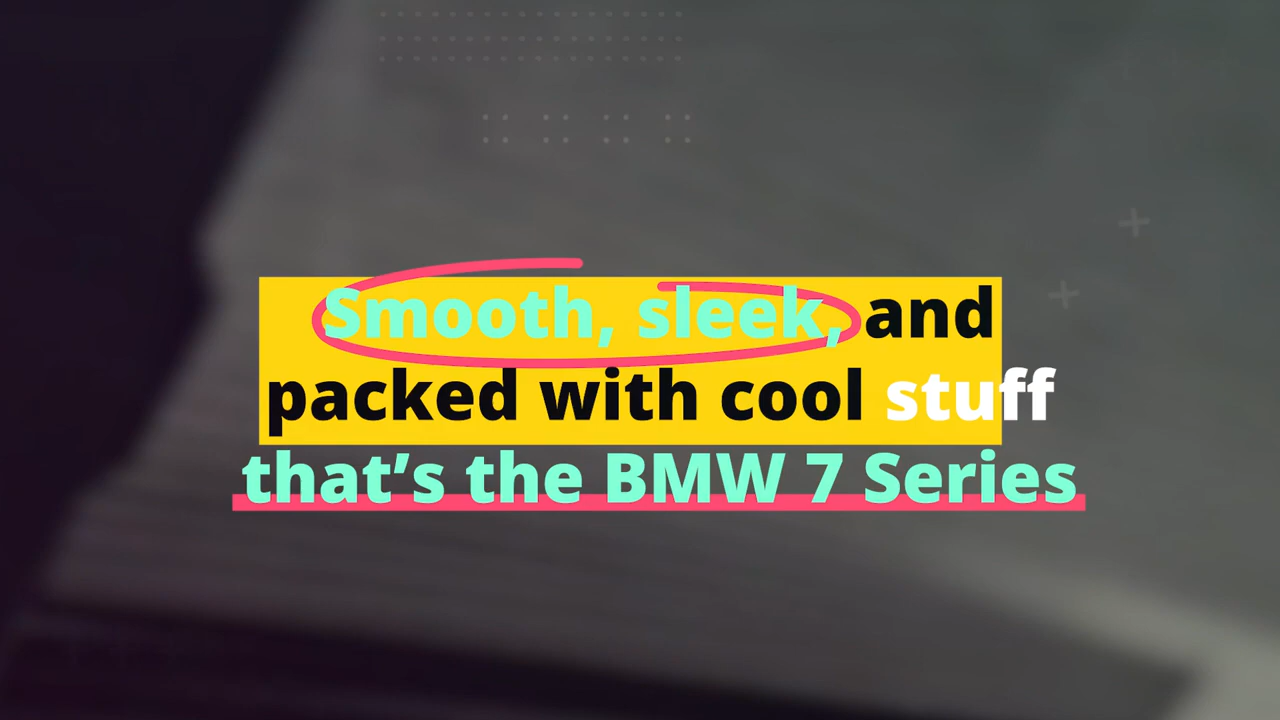 Smooth, sleek, and
packed with cool stuff
that’s the BMW 7 Series